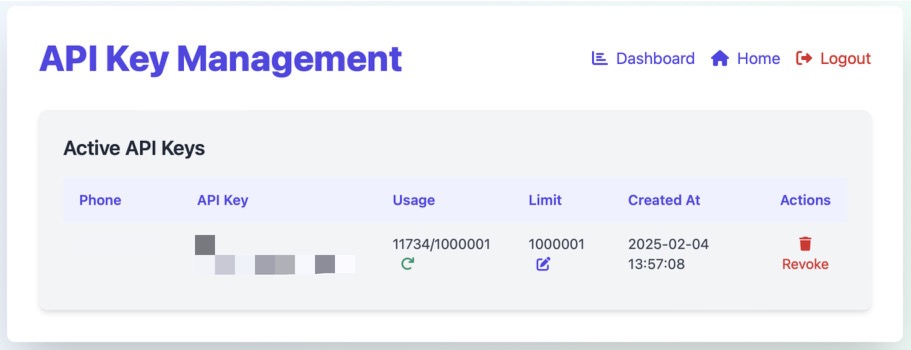 API Key Management
Dashboard Home Logout
Active API Keys
Phone API Key Usage Limit Created At Actions
11734/1000001 1000001 2025-02-04
13:57:08 Revoke